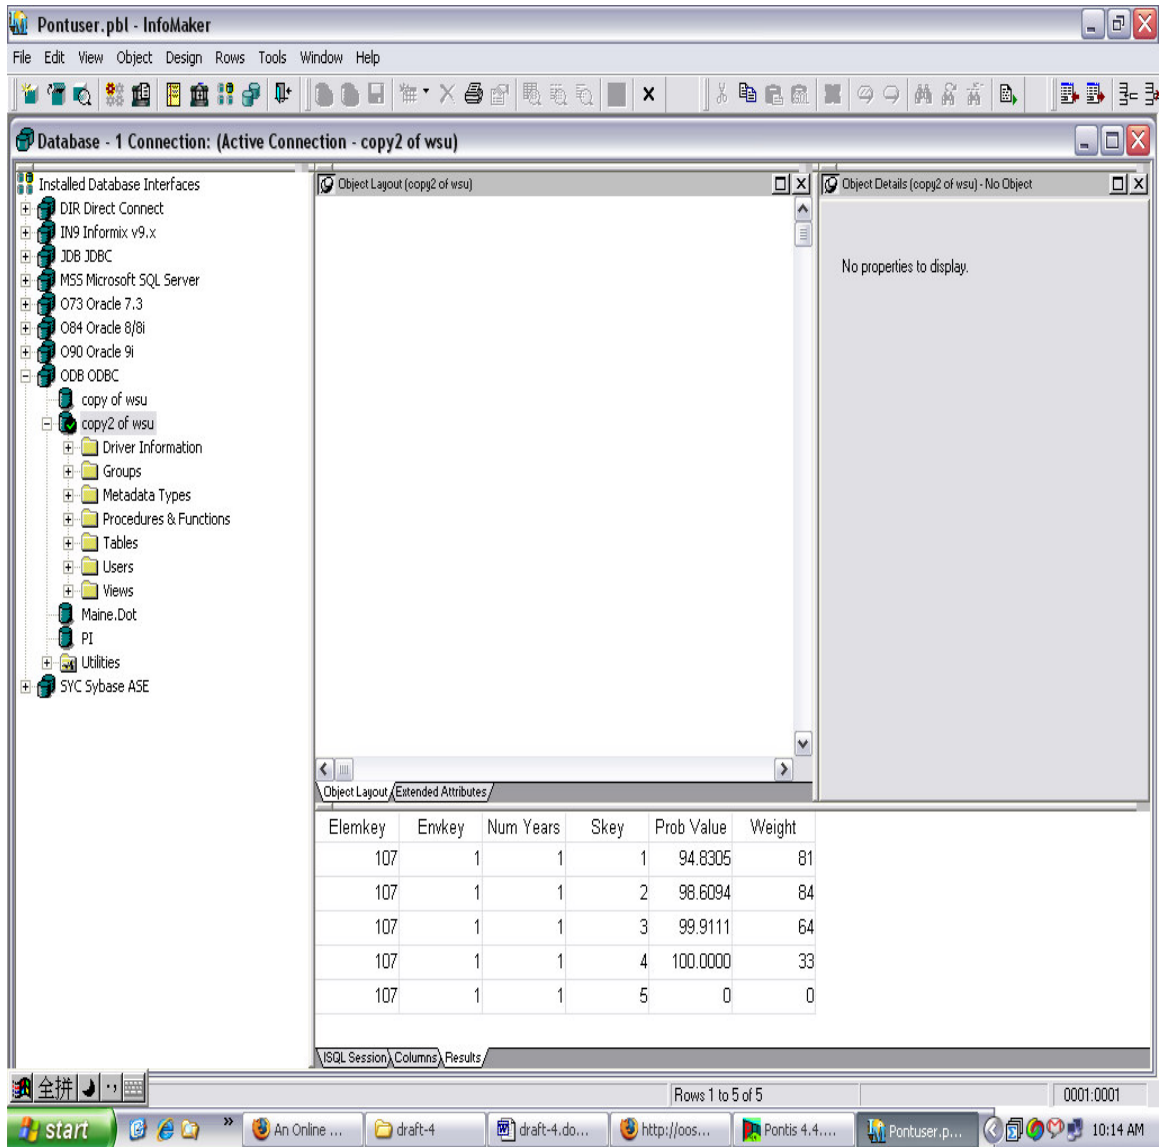 Pontuser.pbl - InfoMaker
File Edit View Object Design Rows Tools Window Help
Database - 1 Connection: (Active Connection - copy2 of wsu)
Installed Database Interfaces
DIR Direct Connect
IN9 Informix v9.x
JDB JDBC
MSS Microsoft SQL Server
O73 Oracle 7.3
O84 Oracle 8/8i
O90 Oracle 9i
ODB ODBC
copy of wsu
copy2 of wsu
Driver Information
Groups
Metadata Types
Procedures & Functions
Tables
Users
Views
Maine.Dot
PI
Utilities
SYC Sybase ASE
Object Layout (copy2 of wsu)
Object Layout Extended Attributes
Object Details (copy2 of wsu) - No Object
No properties to display.
Elemkey Envkey Num Years Skey Prob Value Weight
107 1 1 1 94.8305 81
107 1 1 2 98.6094 84
107 1 1 3 99.9111 64
107 1 1 4 100.0000 33
107 1 1 5 0 0
ISQL Session Columns Results
全拼
Rows 1 to 5 of 5 0001:0001
start An Online ... draft-4 draft-4.do... http://oos... Pontis 4.4.... Pontuser.p... 10:14 AM